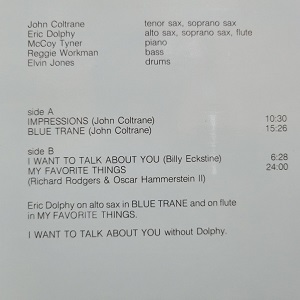 John Coltrane tenor sax, soprano sax
Eric Dolphy alto sax, soprano sax, flute
McCoy Tyner piano
Reggie Workman bass
Elvin Jones drums
side A
IMPRESSIONS (John Coltrane) 10:30
BLUE TRANE (John Coltrane) 15:26
side B
I WANT TO TALK ABOUT YOU (Billy Eckstine) 6:28
MY FAVORITE THINGS 24:00
(Richard Rodgers & Oscar Hammerstein II)
Eric Dolphy on alto sax in BLUE TRANE and on flute
in MY FAVORITE THINGS.
I WANT TO TALK ABOUT YOU without Dolphy.